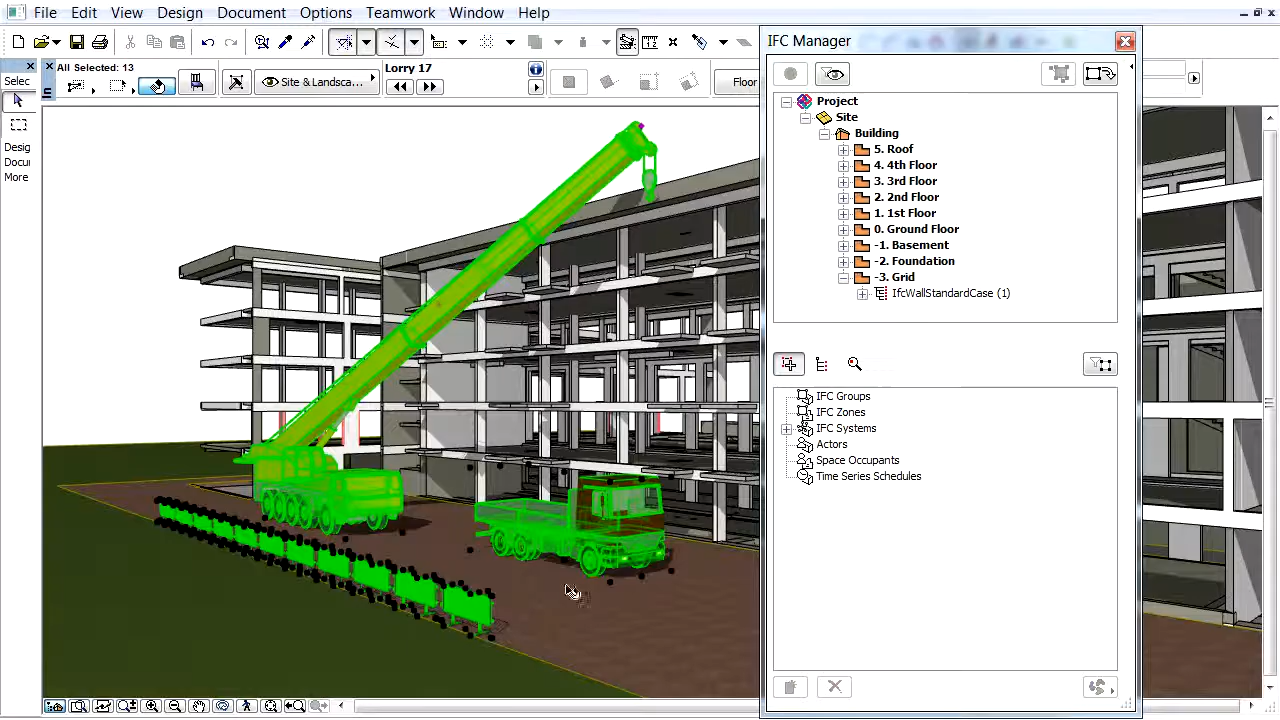 File Edit View Design Document Options Teamwork Window Help
IFC Manager
Selec
All Selected: 13
Lorry 17
Site & Landsca...
Floor
Desig
Docui
More
Project
Site
Building
5. Roof
4. 4th Floor
3. 3rd Floor
2. 2nd Floor
1. 1st Floor
0. Ground Floor
-1. Basement
-2. Foundation
-3. Grid
IfcWallStandardCase (1)
IFC Groups
IFC Zones
IFC Systems
Actors
Space Occupants
Time Series Schedules